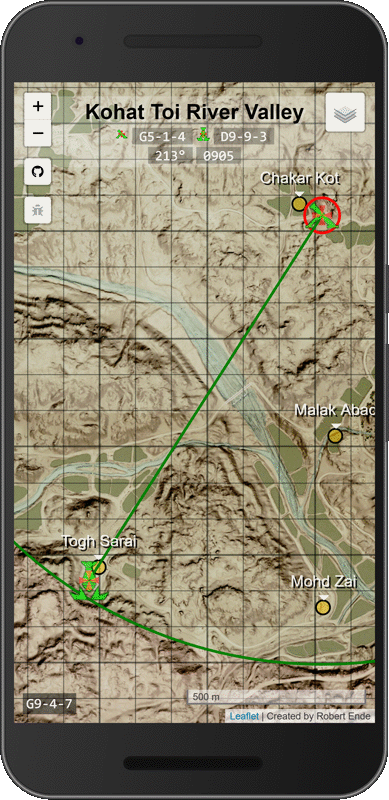 +
Kohat Toi River Valley
−
G5-1-4 D9-9-3
213° 0905
Chakar Kot
Malak Abad
Togh Sarai
Mohd Zai
500 m
G9-4-7
Leaflet | Created by Robert Ende